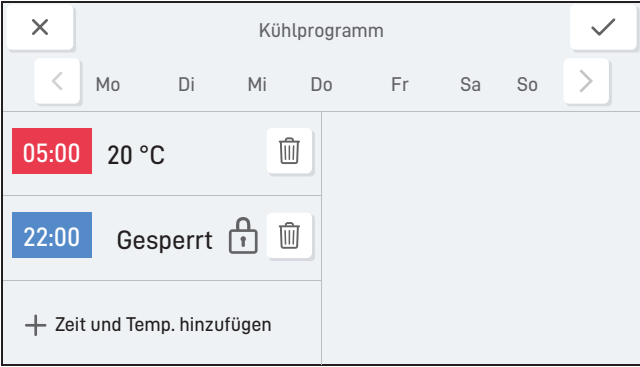 Kühlprogramm
Mo Di Mi Do Fr Sa So
05:00 20 °C
22:00 Gesperrt
Zeit und Temp. hinzufügen